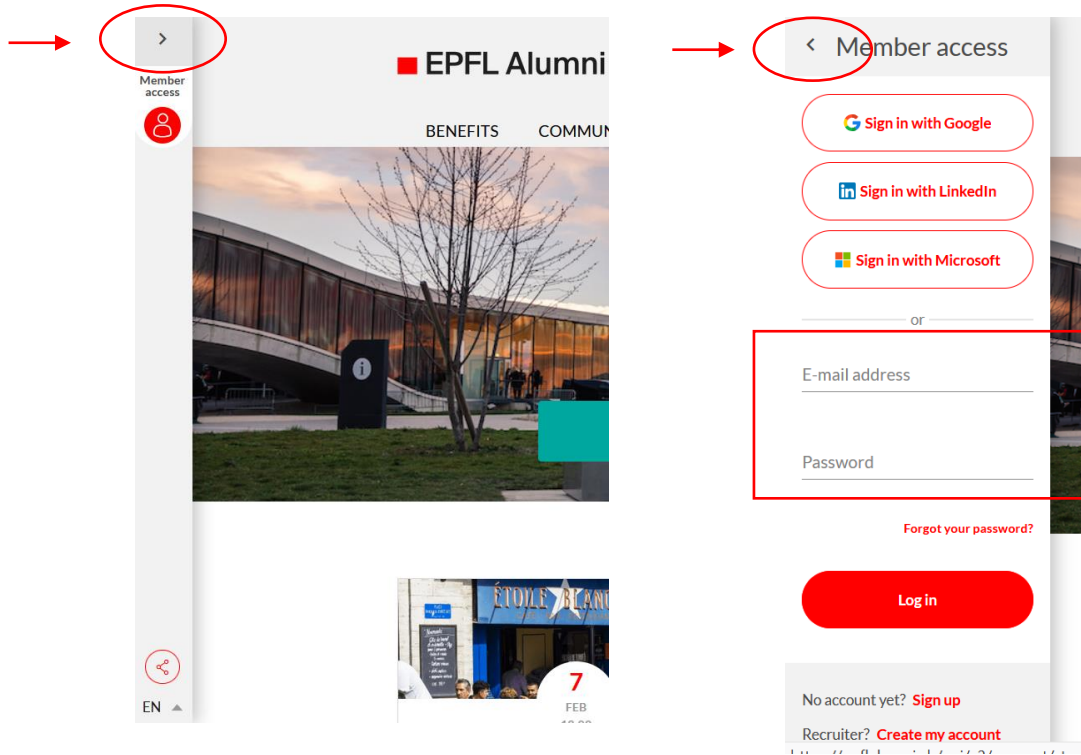 Member
access
EPFL Alumni
BENEFITS COMMUN
ÉTOILE BLAN
7
FEB
EN
Member access
Sign in with Google
in Sign in with LinkedIn
Sign in with Microsoft
or
E-mail address
Password
Forgot your password?
Log in
No account yet? Sign up
Recruiter? Create my account